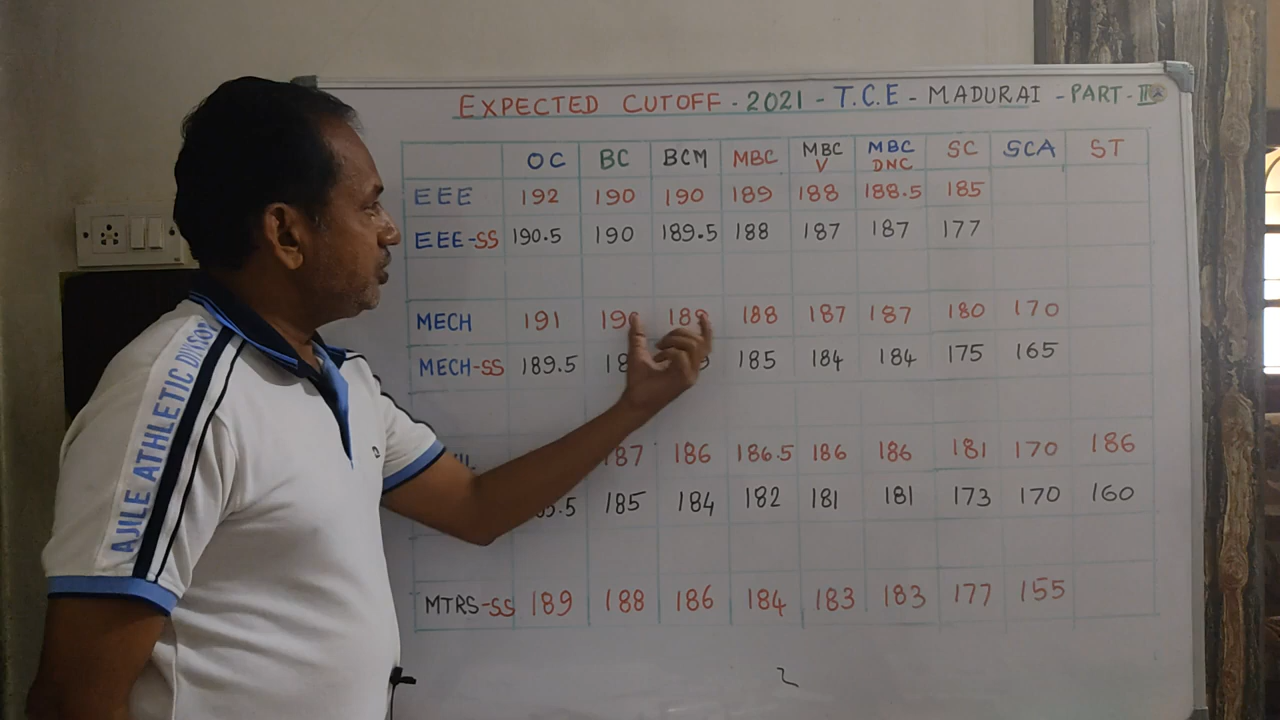 EXPECTED CUTOFF - 2021 - T.C.E - MADURAI - PART - II
OC BC BCM MBC MBC V MBC DNC SC SCA ST
EEE 192 190 190 189 188 188.5 185
EEE-SS 190.5 190 189.5 188 187 187 177
MECH 191 188 187 187 180 170
MECH-SS 189.5 185 184 184 175 165
187 186 186.5 186 186 181 170 186
185 184 182 181 181 173 170 160
MTRS-SS 189 188 186 184 183 183 177 155
AJILE ATHLETIC DIVISION